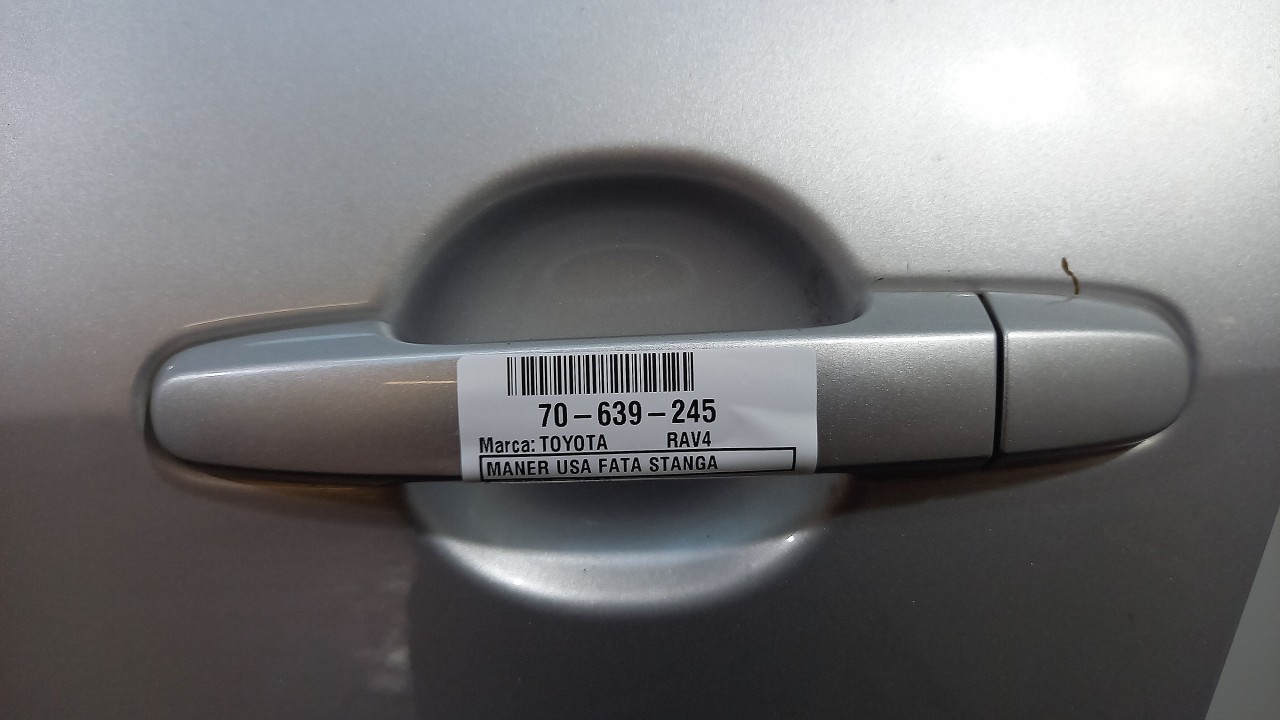 70-639-245
Marca: TOYOTA RAV4
MANER USA FATA STANGA